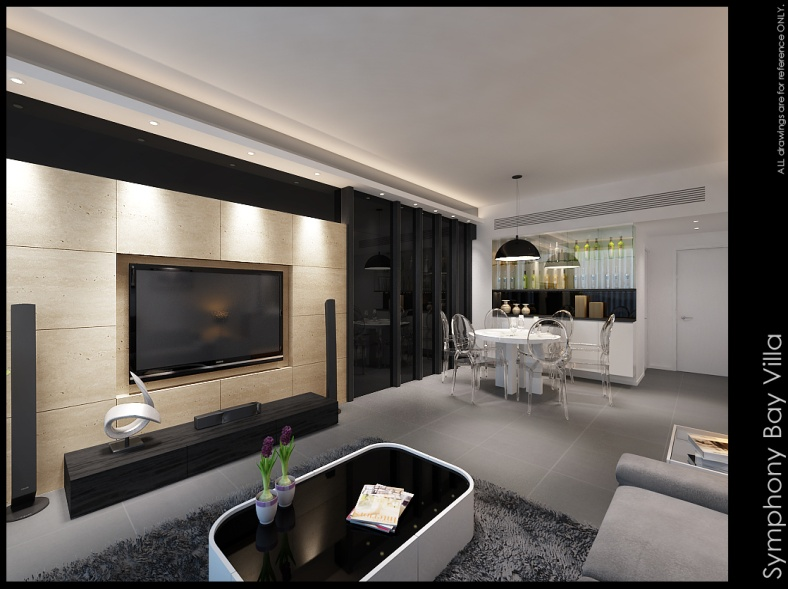 ALL drawings are for reference ONLY.
Symphony Bay Villa